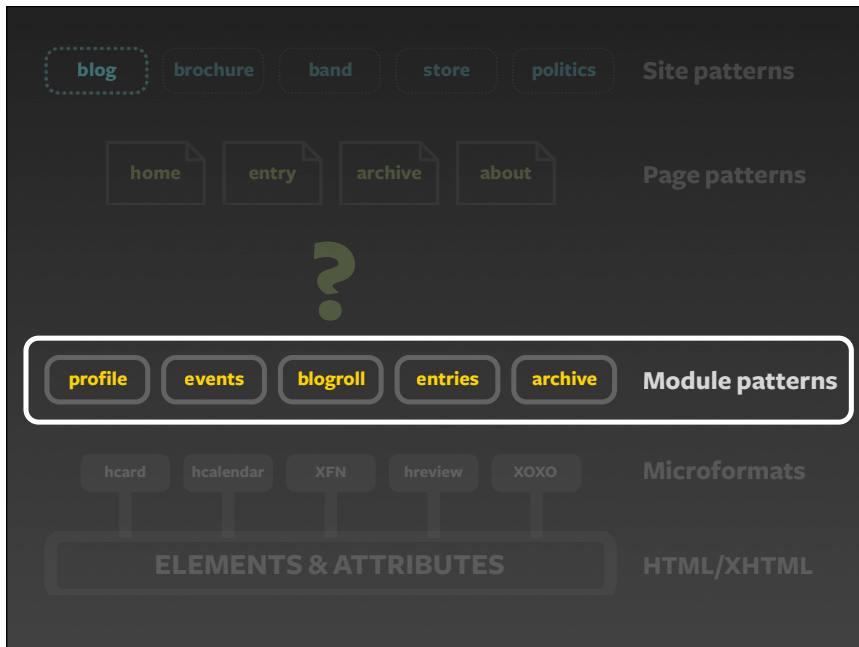 blog brochure band store politics Site patterns
home entry archive about Page patterns
?
profile events blogroll entries archive Module patterns
hcard hcalendar XFN hreview XOXO Microformats
ELEMENTS & ATTRIBUTES HTML/XHTML